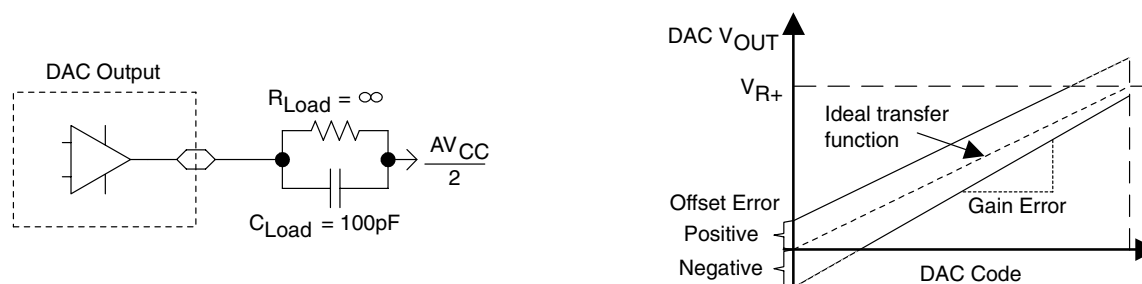 DAC Output
R_Load = ∞
C_Load = 100pF
AV_CC
2
DAC V_OUT
V_R+
Ideal transfer
function
Offset Error
Positive
Negative
Gain Error
DAC Code